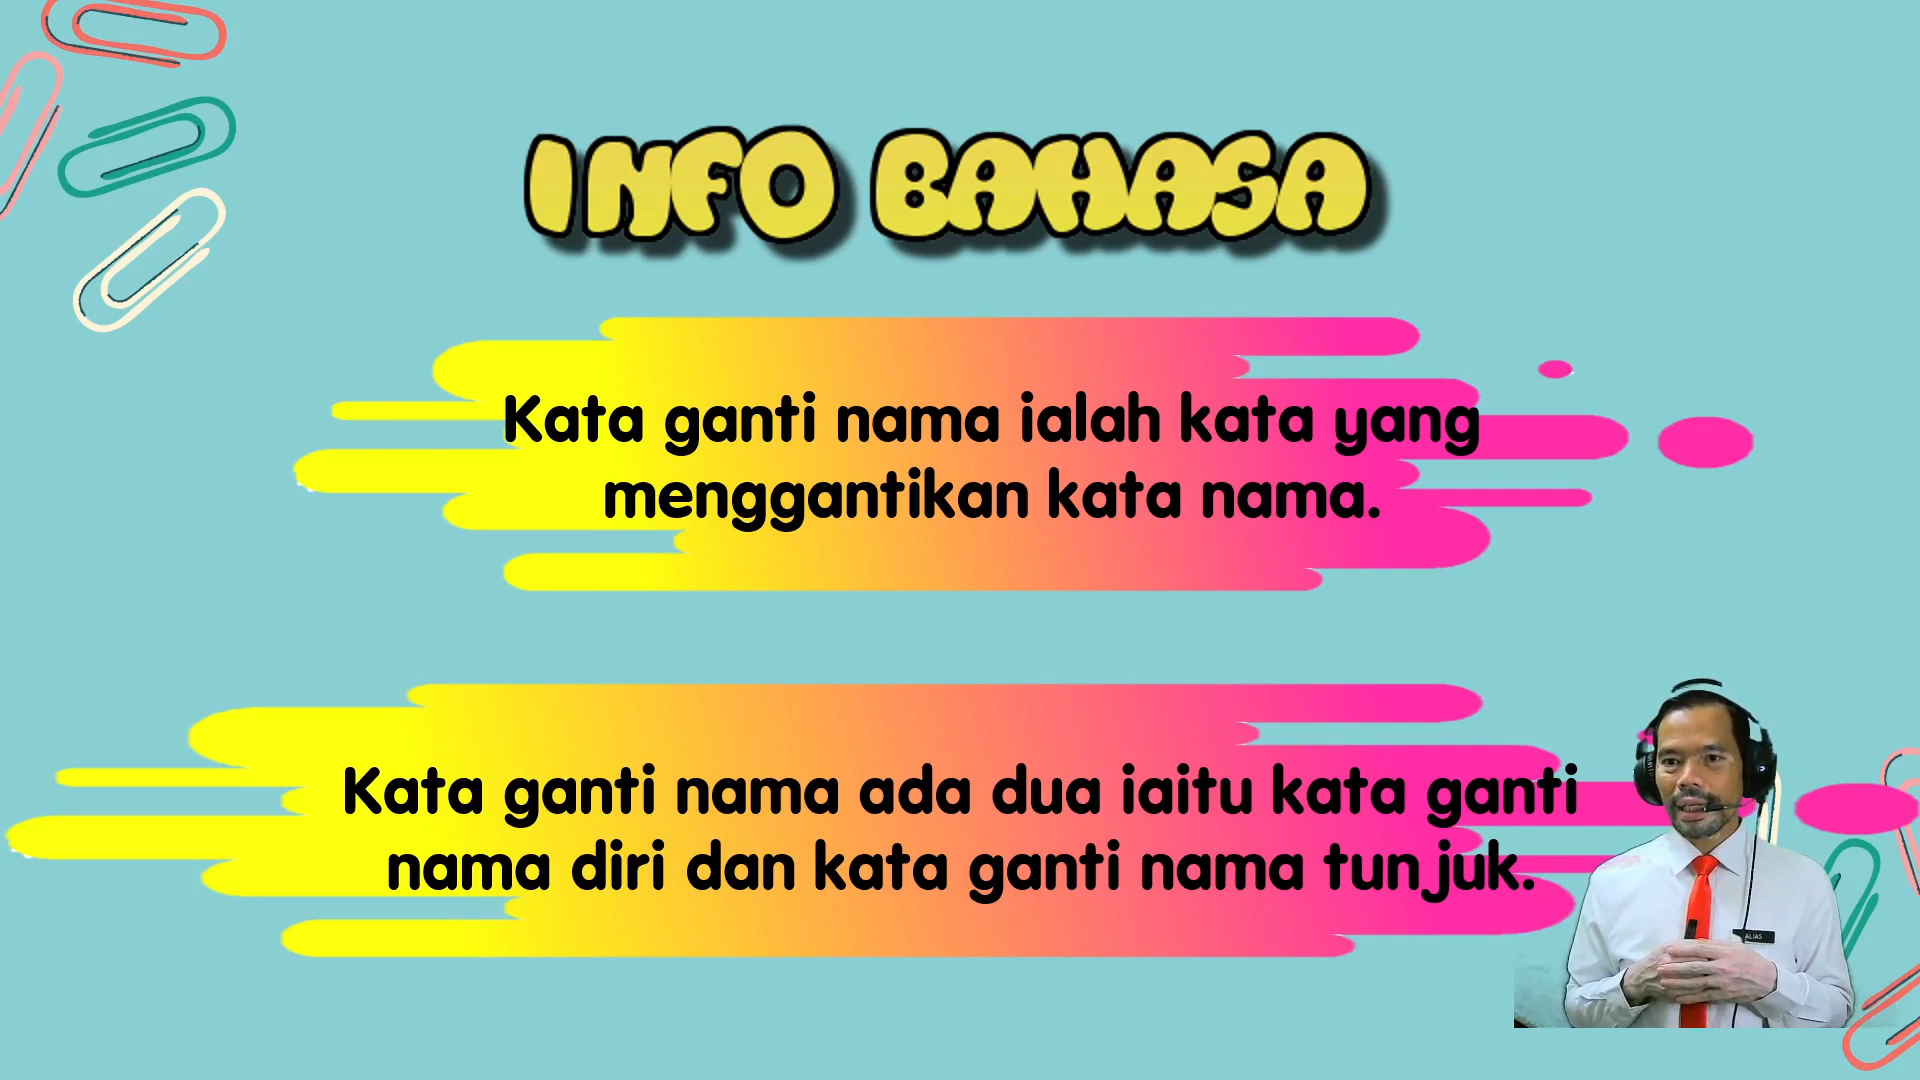 INFO BAHASA
Kata ganti nama ialah kata yang
menggantikan kata nama.
Kata ganti nama ada dua iaitu kata ganti
nama diri dan kata ganti nama tunjuk.
ALIAS